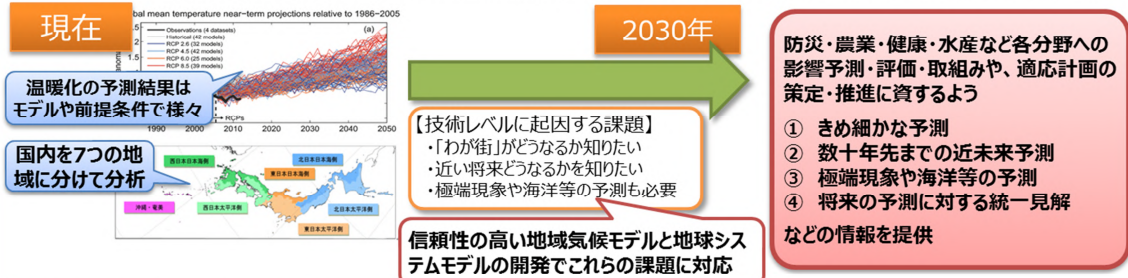 現在
bal mean temperature near-term projections relative to 1986−2005
Observations (4 datasets)
Historical (42 models)
RCP 2.6 (32 models)
RCP 4.5 (42 models)
RCP 6.0 (25 models)
RCP 8.5 (39 models)
(a)
2.5
2
1.5
温暖化の予測結果は
モデルや前提条件で様々
RCPs
1990 2000 2010 2020 2030 2040 2050
国内を7つの地
域に分けて分析
西日本日本海側
北日本日本海側
東日本日本海側
沖縄・奄美
西日本太平洋側
北日本太平洋側
東日本太平洋側
2030年
【技術レベルに起因する課題】
・「わが街」がどうなるか知りたい
・近い将来どうなるかを知りたい
・極端現象や海洋等の予測も必要
信頼性の高い地域気候モデルと地球シス
テムモデルの開発でこれらの課題に対応
防災・農業・健康・水産など各分野への
影響予測・評価・取組みや、適応計画の
策定・推進に資するよう
① きめ細かな予測
② 数十年先までの近未来予測
③ 極端現象や海洋等の予測
④ 将来の予測に対する統一見解
などの情報を提供